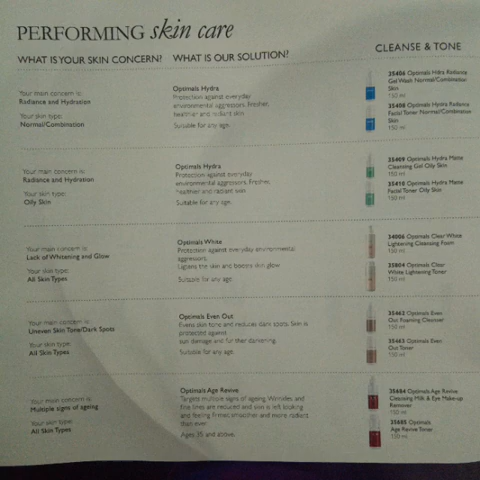 PERFORMING skin care
WHAT IS YOUR SKIN CONCERN? WHAT IS OUR SOLUTION? CLEANSE & TONE
Your main concern is:
Radiance and Hydration
Your skin type:
Normal/Combination
Optimals Hydra
Protection against everyday
environmental aggressors. Fresher,
healthier and radiant skin
Suitable for any age.
35406 Optimals Hdra Radiance
Gel Wash Normal/Combination
Skin
150 ml
35408 Optimals Hydra Radiance
Facial Toner Normal/Combination
Skin
150 ml
Your main concern is:
Radiance and Hydration
Your skin type:
Oily Skin
Optimals Hydra
Protection against everyday
environmental aggressors. Fresher,
healthier and radiant skin
Suitable for any age.
35409 Optimals Hydra Matte
Cleansing Gel Oily Skin
150 ml
35410 Optimals Hydra Matte
Facial Toner Oily Skin
150 ml
Your main concern is:
Lack of Whitening and Glow
Your skin type:
All Skin Types
Optimals White
Protection against everyday environmental
aggressors.
Lightens the skin and boosts skin glow
Suitable for any age.
34006 Optimals Clear White
Lightening Cleansing Foam
150 ml
35804 Optimals Clear
White Lightening Toner
150 ml
Your main concern is:
Uneven Skin Tone/Dark Spots
Your skin type:
All Skin Types
Optimals Even Out
Evens skin tone and reduces dark spots. Skin is
protected against
sun damage and further darkening.
Suitable for any age.
35462 Optimals Even
Out Foaming Cleanser
150 ml
35463 Optimals Even
Out Toner
150 ml
Your main concern is:
Multiple signs of ageing
Your skin type:
All Skin Types
Optimals Age Revive
Targets multiple signs of ageing. Wrinkles and
fine lines are reduced and skin is left looking
and feeling firmer, smoother and more radiant
than ever
Ages 35 and above.
35684 Optimals Age Revive
Cleansing Milk & Eye Make-up
Remover
150 ml
35685 Optimals
Age Revive Toner
150 ml